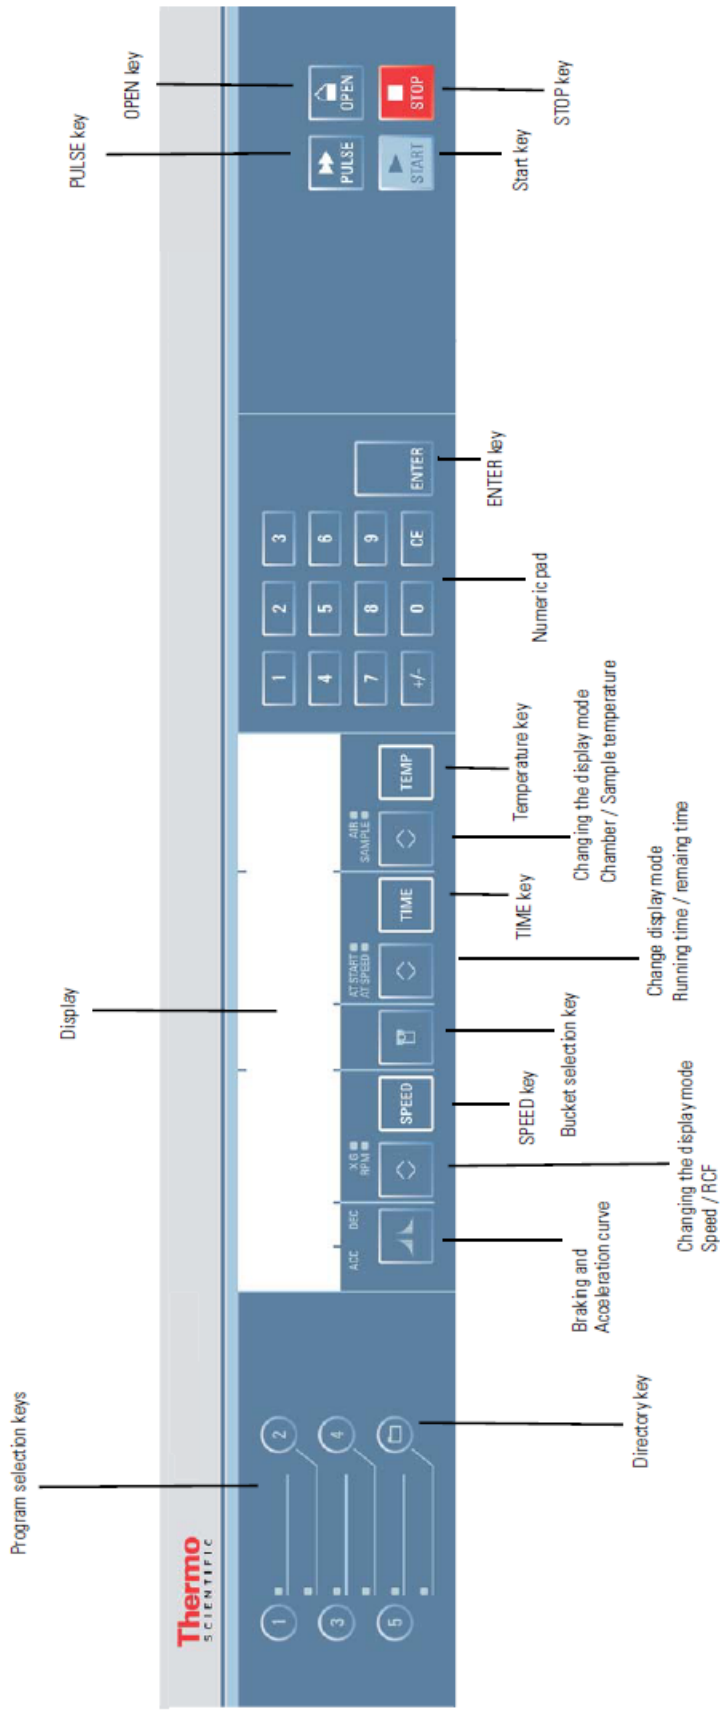 Program selection keys
Display
PULSE key
OPEN key
Thermo
SCIENTIFIC
1
2
3
4
5
ACC DEC
X G
RPM
SPEED
AT START
AT SPEED
TIME
AIR
SAMPLE
TEMP
1 2 3
4 5 6
7 8 9
+/- 0 CE
ENTER
PULSE
OPEN
START
STOP
Directory key
Braking and
Acceleration curve
Changing the display mode
Speed / RCF
SPEED key
Bucket selection key
Change display mode
Running time / remaing time
TIME key
Changing the display mode
Chamber / Sample temperature
Temperature key
Numeric pad
ENTER key
Start key
STOP key